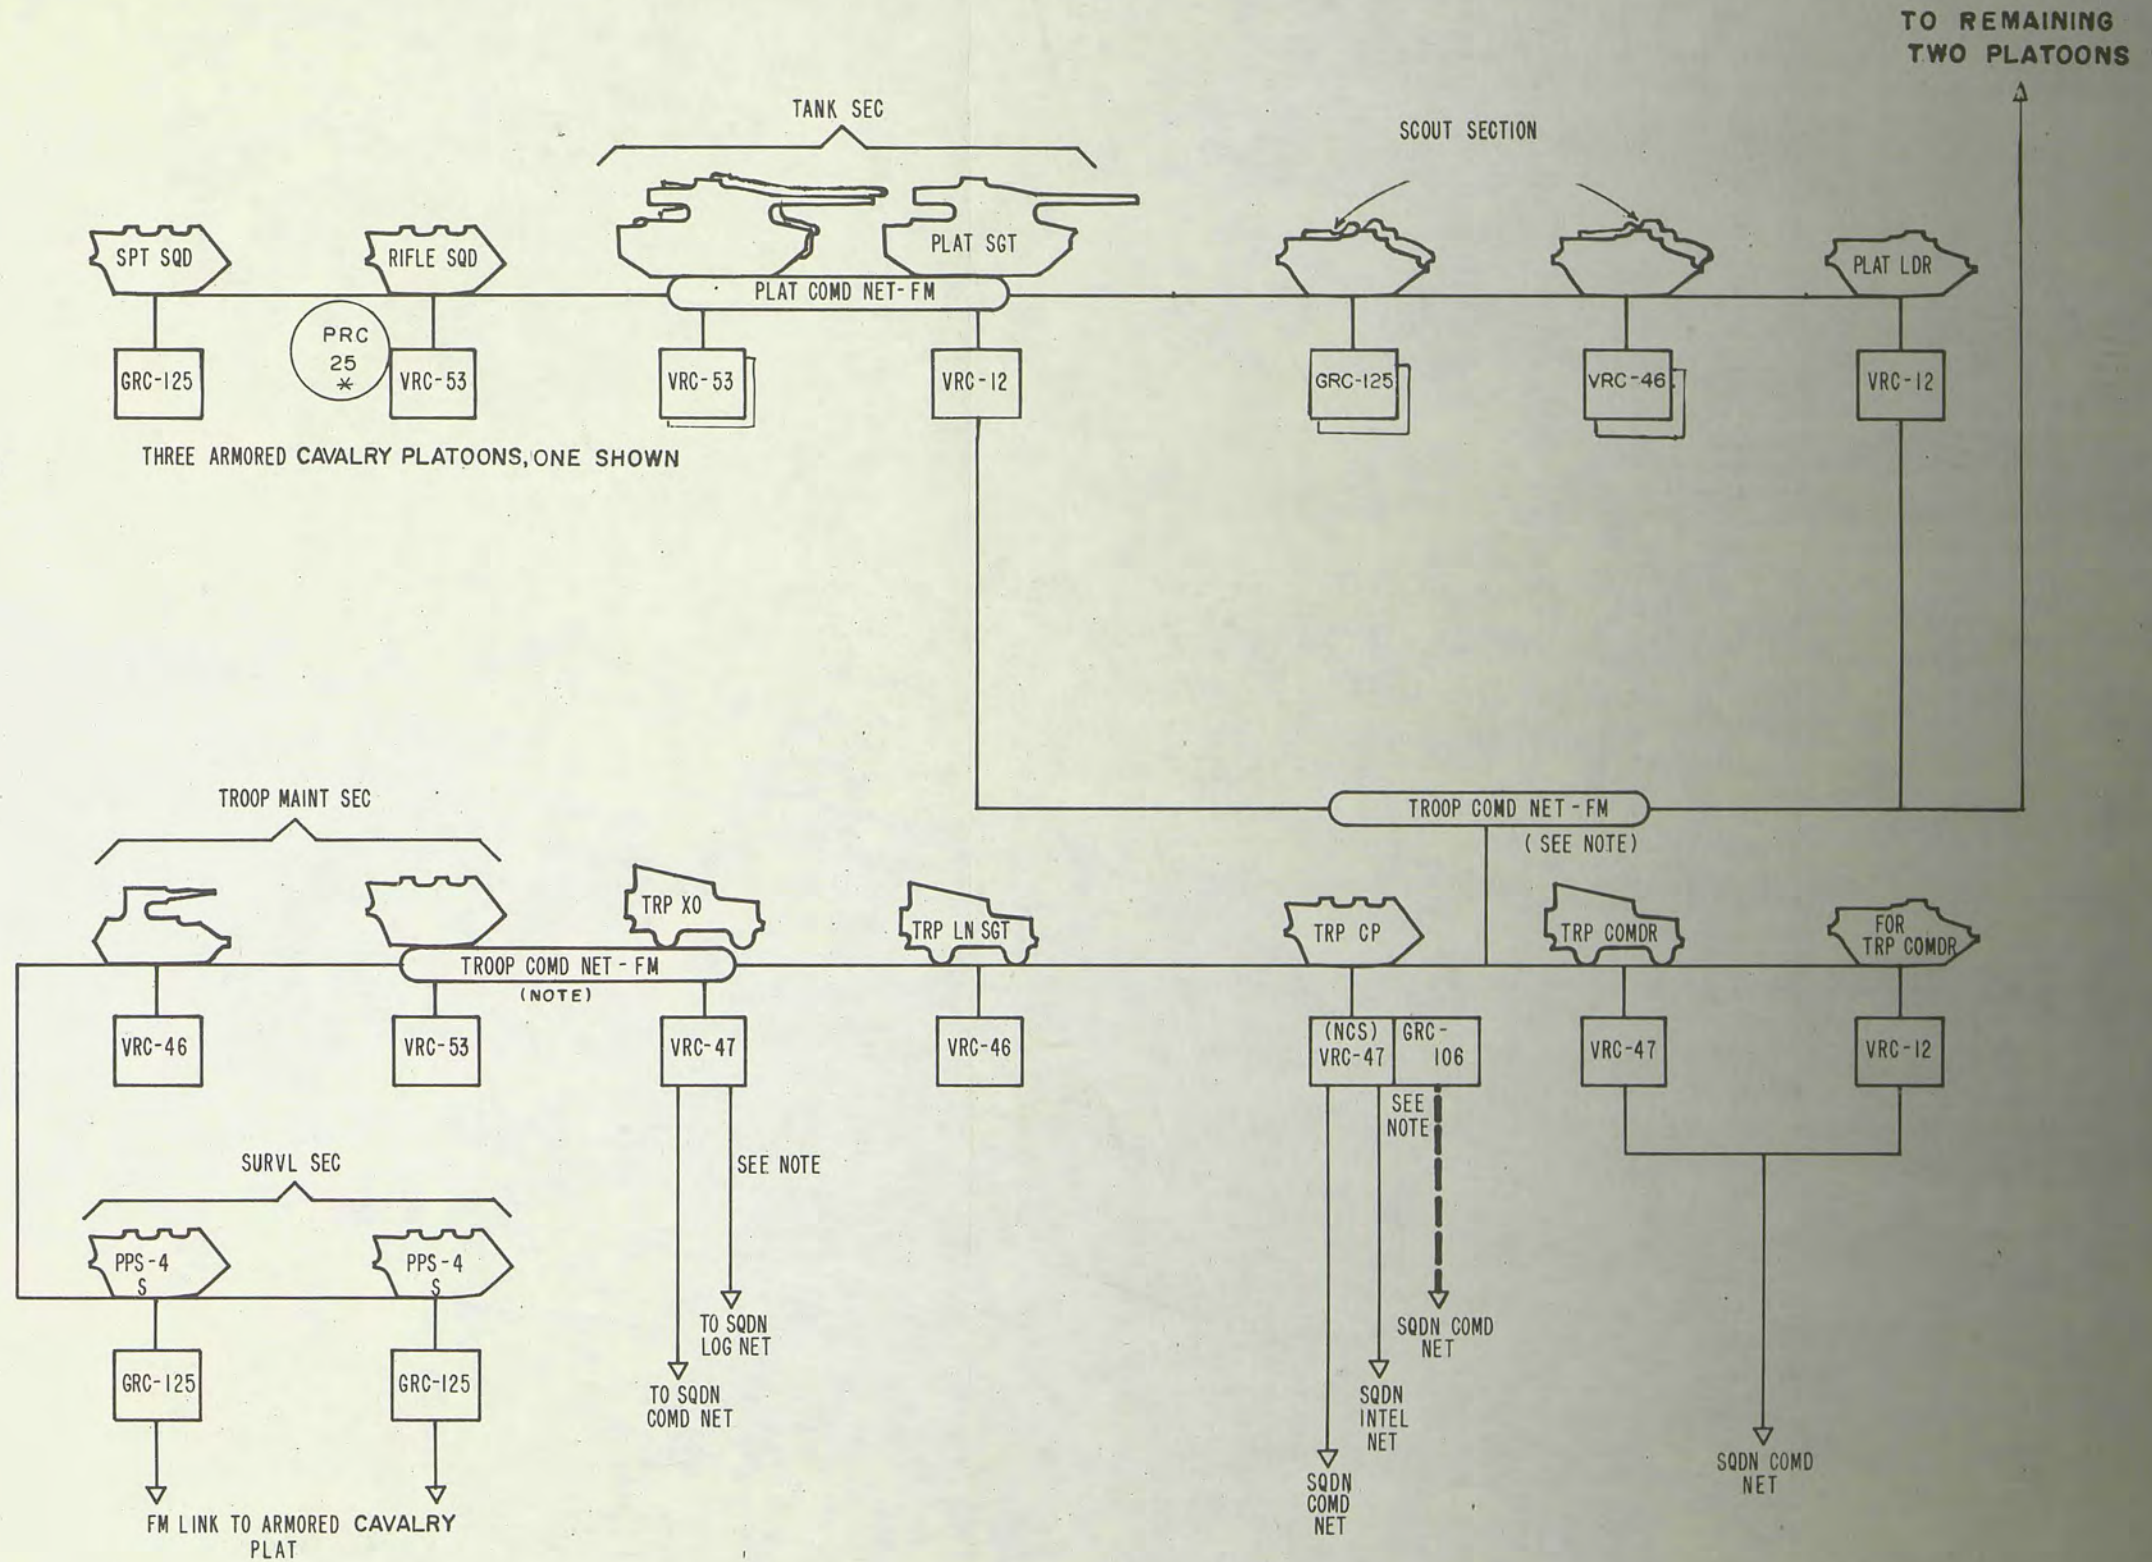 TO REMAINING
TWO PLATOONS
TANK SEC
SCOUT SECTION
SPT SQD
RIFLE SQD
PLAT SGT
PLAT LDR
PLAT COMD NET-FM
PRC
25
*
GRC-125
VRC-53
VRC-53
VRC-12
GRC-125
VRC-46
VRC-12
THREE ARMORED CAVALRY PLATOONS, ONE SHOWN
TROOP MAINT SEC
TROOP COMD NET-FM
(SEE NOTE)
TRP XO
TRP LN SGT
TRP CP
TRP COMDR
FOR
TRP COMDR
TROOP COMD NET-FM
(NOTE)
VRC-46
VRC-53
VRC-47
VRC-46
(NCS)
VRC-47
GRC-
106
VRC-47
VRC-12
SEE
NOTE
SEE NOTE
SURVL SEC
PPS-4
S
PPS-4
S
TO SQDN
LOG NET
SQDN COMD
NET
GRC-125
GRC-125
TO SQDN
COMD NET
SQDN
INTEL
NET
SQDN COMD
NET
SQDN
COMD
NET
FM LINK TO ARMORED CAVALRY
PLAT